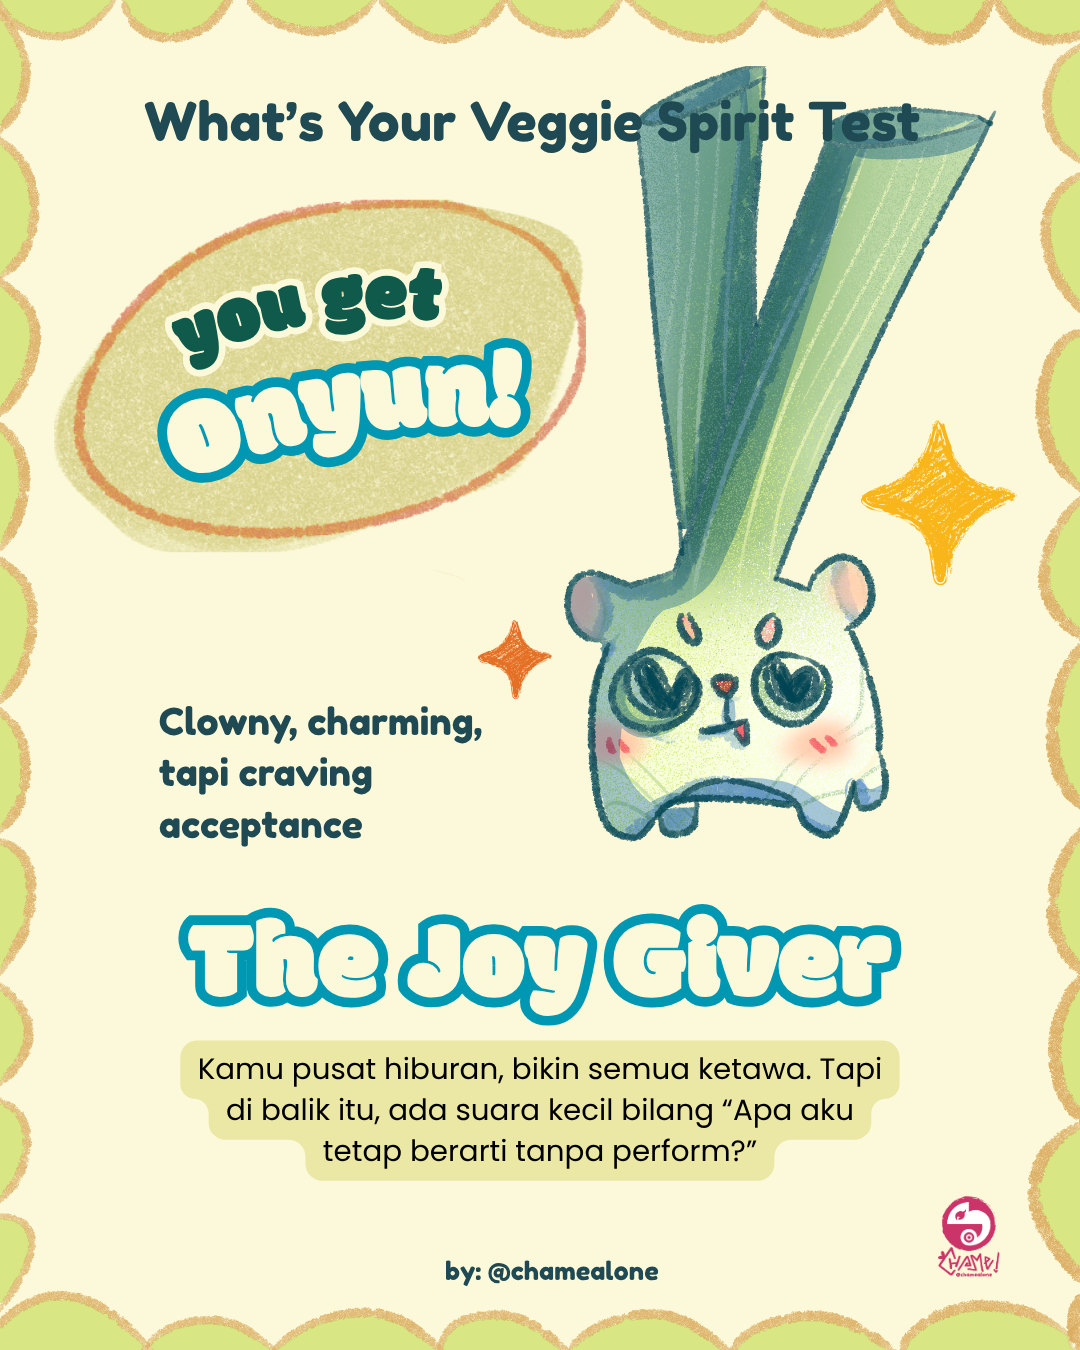 What's Your Veggie Spirit Test
you get
Onyun!
Clowny, charming,
tapi craving
acceptance
The Joy Giver
Kamu pusat hiburan, bikin semua ketawa. Tapi
di balik itu, ada suara kecil bilang “Apa aku
tetap berarti tanpa perform?”
by: @chamealone
CHAME!
@chamealone